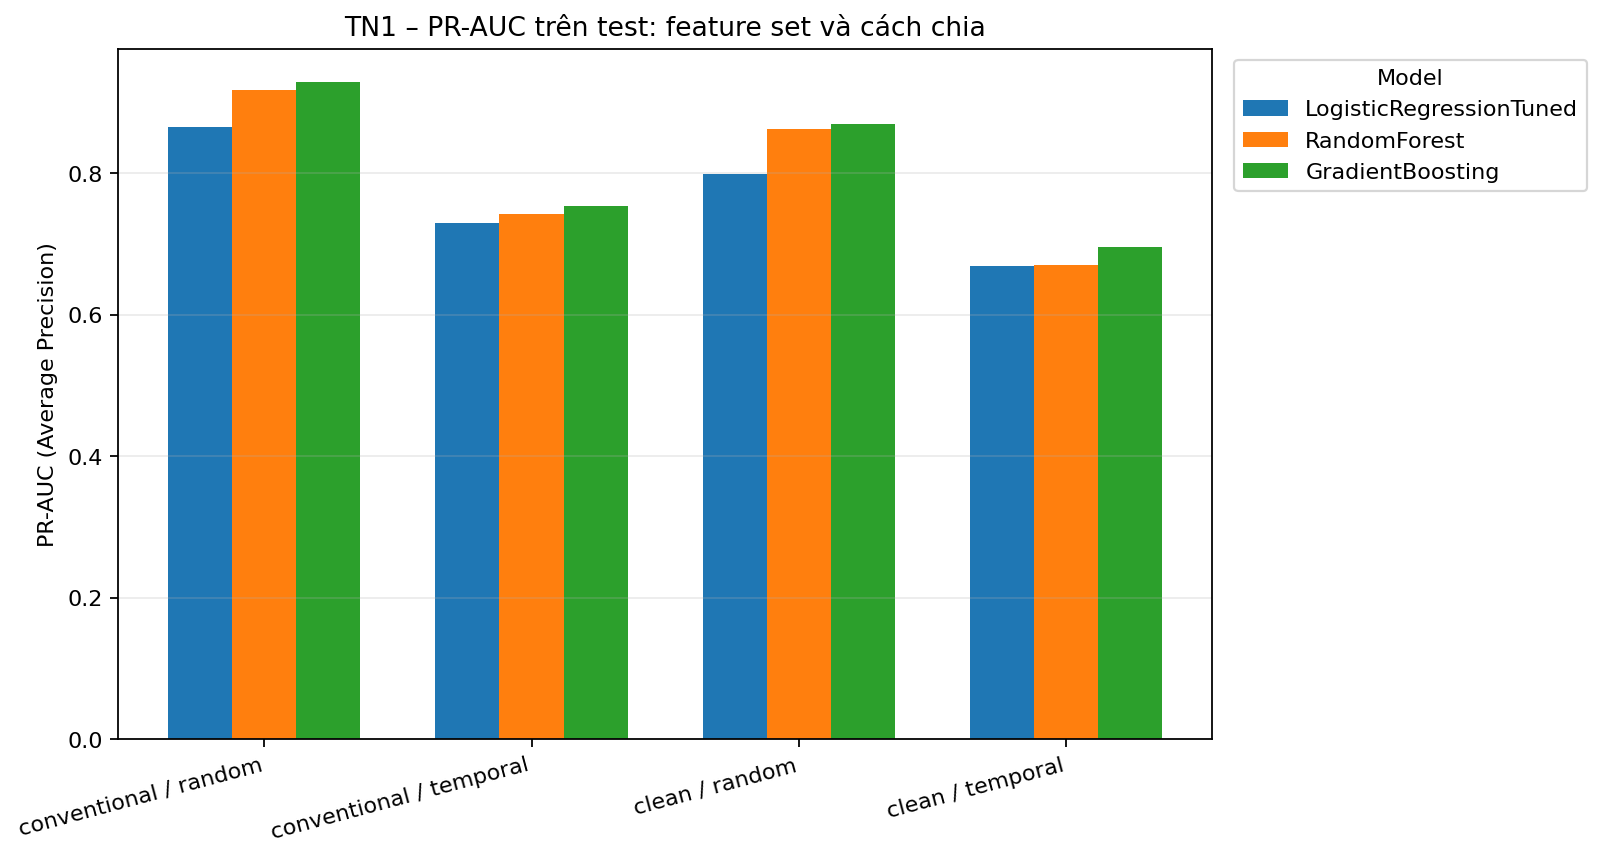 TN1 – PR-AUC trên test: feature set và cách chia
PR-AUC (Average Precision)
0.8
0.6
0.4
0.2
0.0
conventional / random
conventional / temporal
clean / random
clean / temporal
Model
LogisticRegressionTuned
RandomForest
GradientBoosting